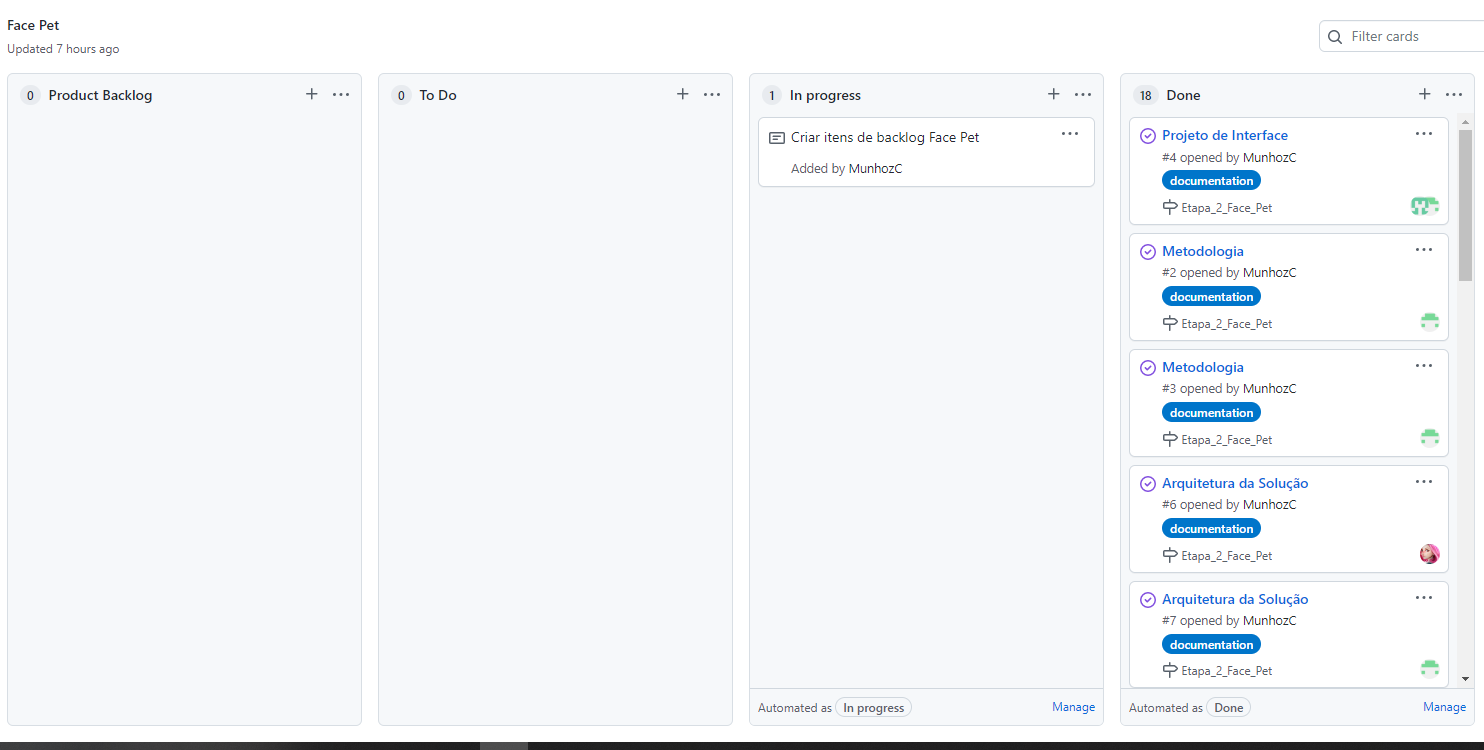 Face Pet
Updated 7 hours ago
Filter cards
0 Product Backlog
0 To Do
1 In progress
Criar itens de backlog Face Pet
Added by MunhozC
Automated as In progress
Manage
18 Done
Projeto de Interface
#4 opened by MunhozC
documentation
Etapa_2_Face_Pet
Metodologia
#2 opened by MunhozC
documentation
Etapa_2_Face_Pet
Metodologia
#3 opened by MunhozC
documentation
Etapa_2_Face_Pet
Arquitetura da Solução
#6 opened by MunhozC
documentation
Etapa_2_Face_Pet
Arquitetura da Solução
#7 opened by MunhozC
documentation
Etapa_2_Face_Pet
Automated as Done
Manage